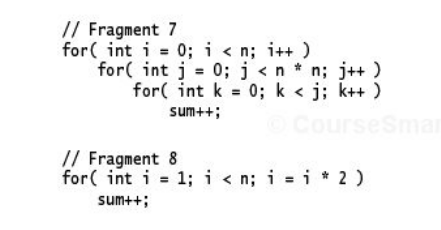 // Fragment 7
for( int i = 0; i < n; i++ )
    for( int j = 0; j < n * n; j++ )
        for( int k = 0; k < j; k++ )
            sum++;
© CourseSmar
// Fragment 8
for( int i = 1; i < n; i = i * 2 )
    sum++;